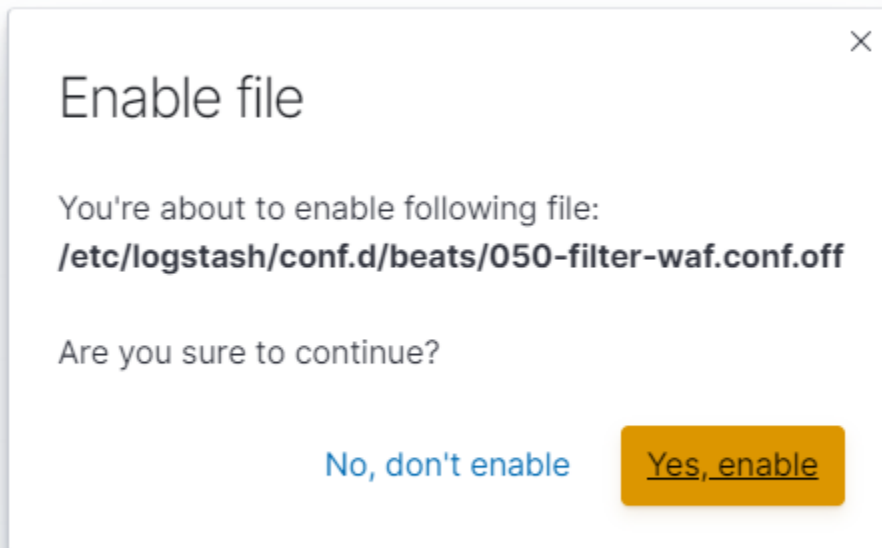 Enable file
You're about to enable following file:
/etc/logstash/conf.d/beats/050-filter-waf.conf.off
Are you sure to continue?
No, don't enable
Yes, enable